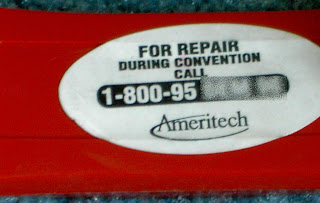 FOR REPAIR
DURING CONVENTION
CALL
1-800-95
Ameritech